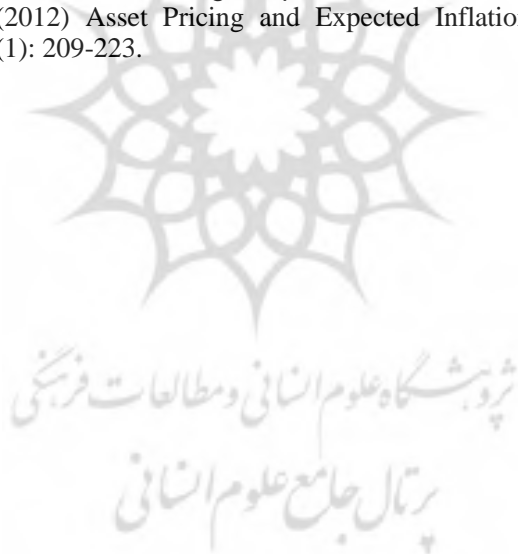 (2012) Asset Pricing and Expected Inflatio
(1): 209-223.
پژوهشگاه علوم انسانی و مطالعات فرهنگی
پرتال جامع علوم انسانی